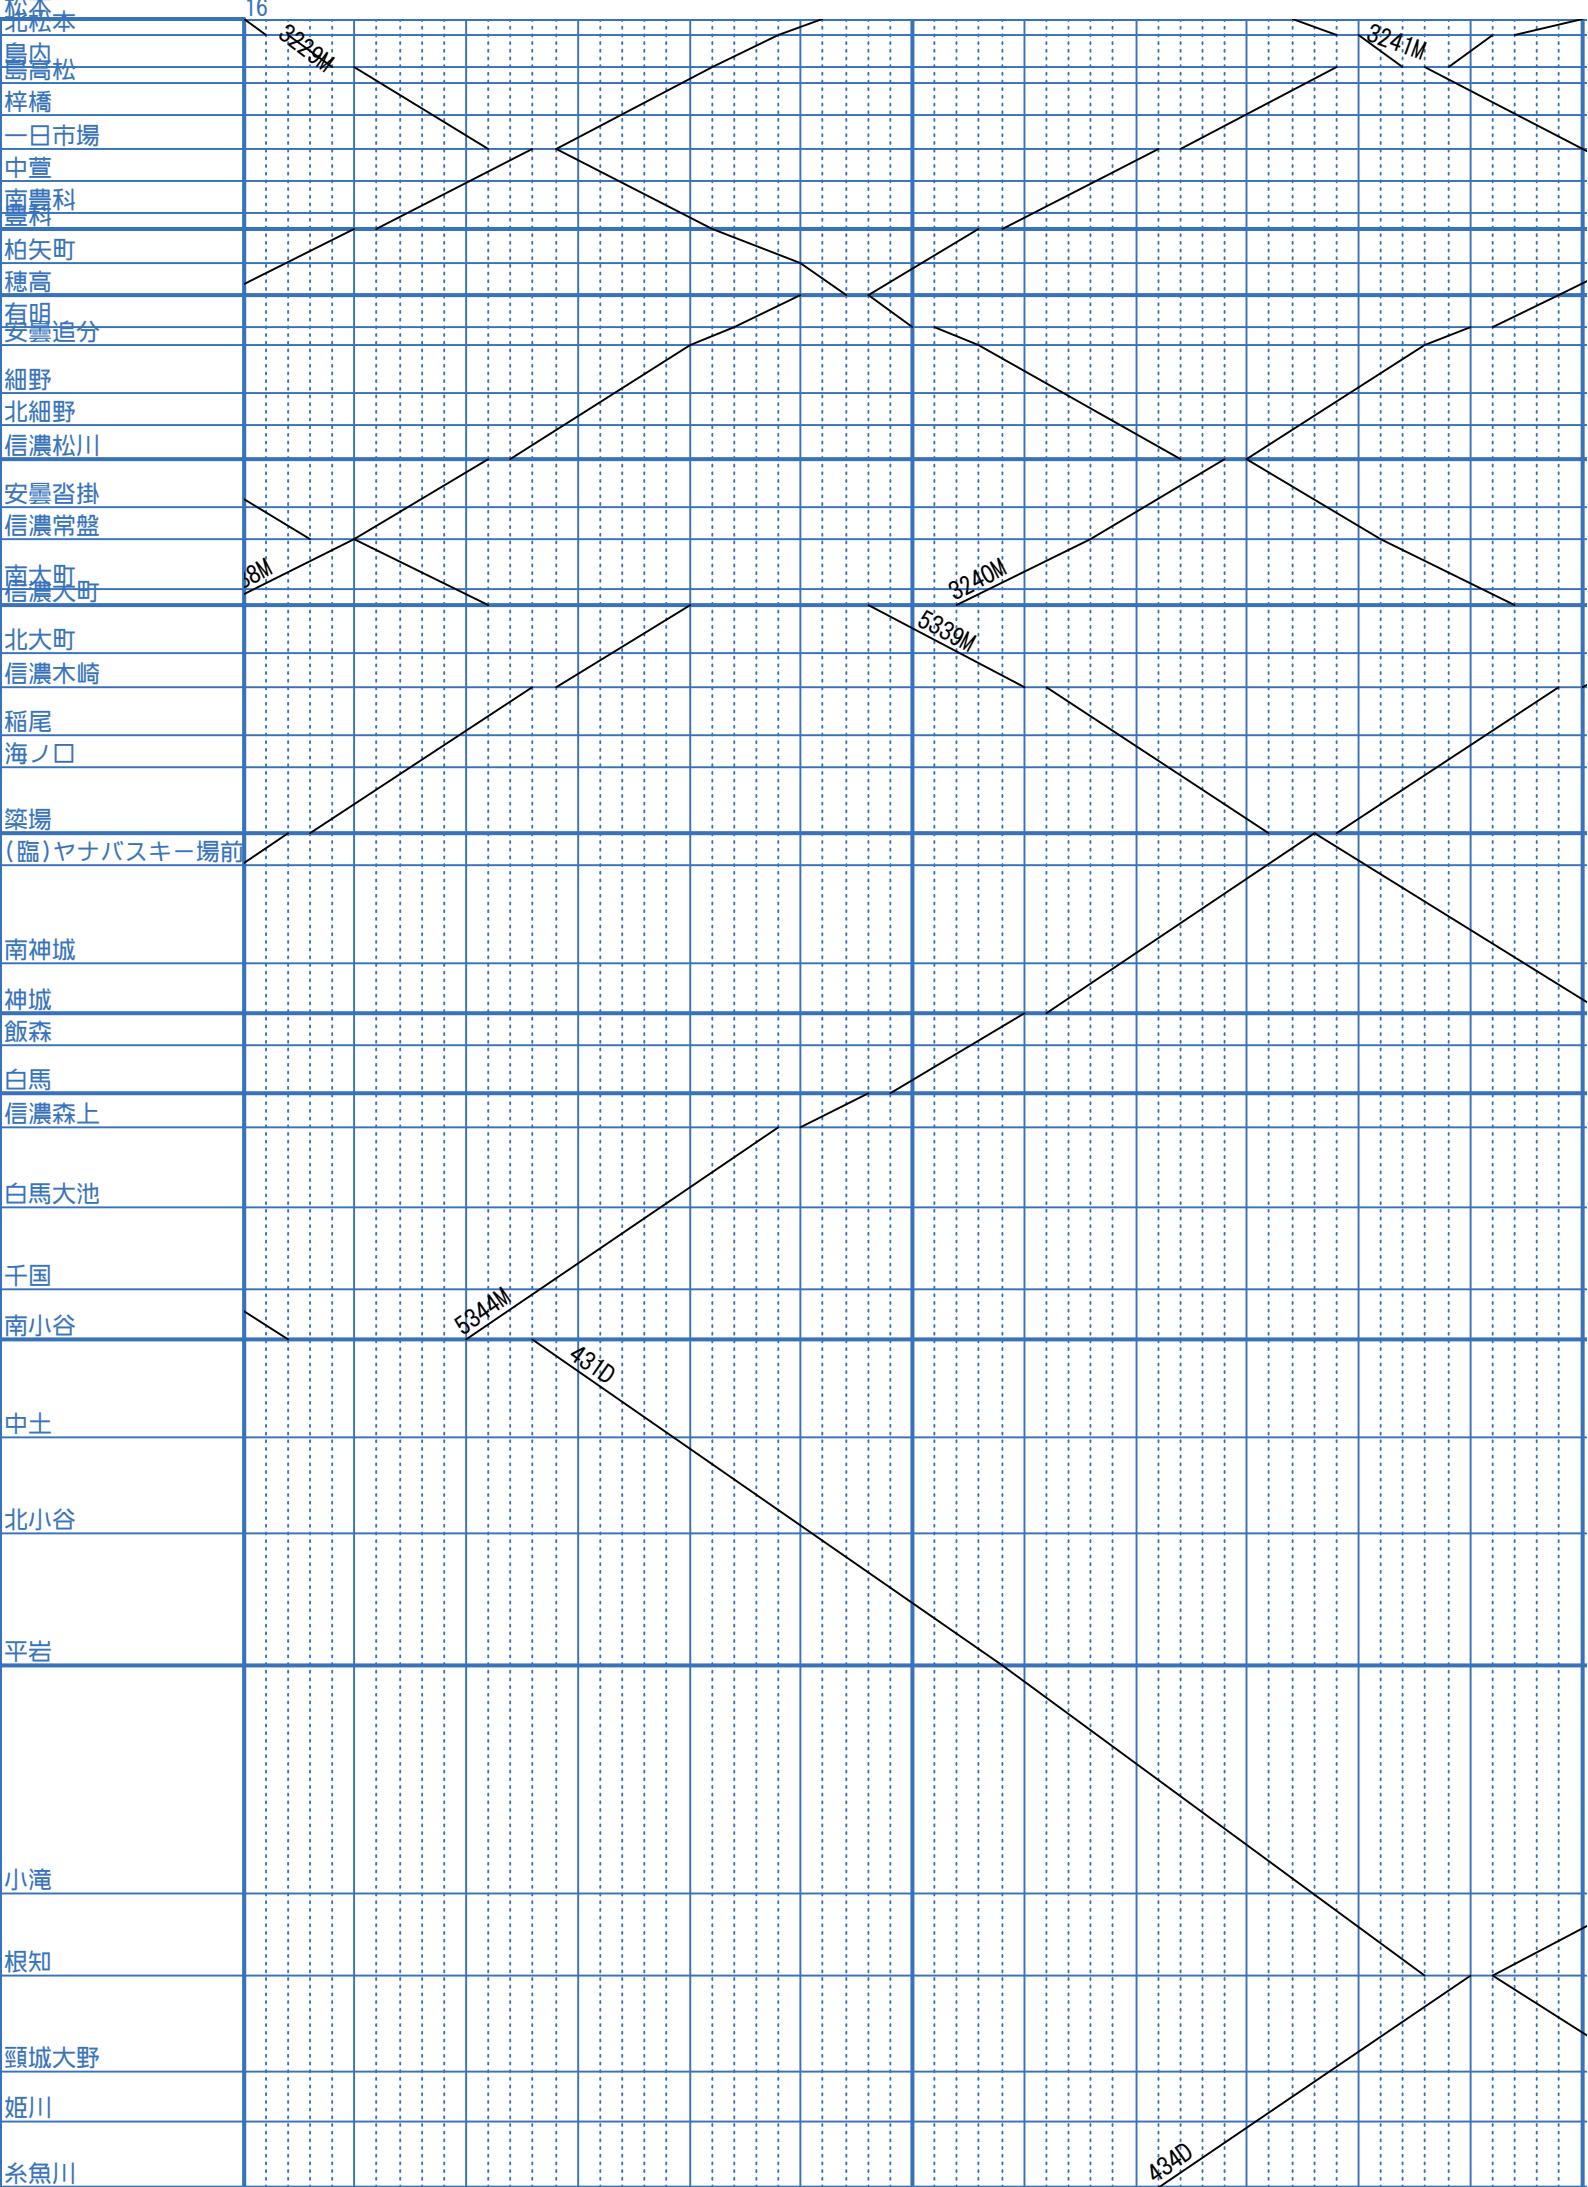 松本
16
北松本
3229M
3241M
島内
島高松
梓橋
一日市場
中萱
南豊科
豊科
柏矢町
穂高
有明
安曇追分
細野
北細野
信濃松川
安曇沓掛
信濃常盤
38M
3240M
南大町
信濃大町
5339M
北大町
信濃木崎
稲尾
海ノ口
簗場
(臨)ヤナバスキー場前
南神城
神城
飯森
白馬
信濃森上
白馬大池
千国
5344M
南小谷
431D
中土
北小谷
平岩
小滝
根知
頸城大野
姫川
434D
糸魚川